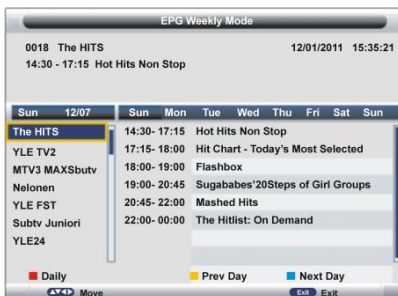 EPG Weekly Mode
0018 The HITS 12/01/2011 15:35:21
14:30 - 17:15 Hot Hits Non Stop
Sun 12/07 Sun Mon Tue Wed Thu Fri Sat Sun
The HITS 14:30- 17:15 Hot Hits Non Stop
YLE TV2 17:15- 18:00 Hit Chart - Today's Most Selected
MTV3 MAXSbutv 18:00- 19:00 Flashbox
Nelonen 19:00- 20:45 Sugababes'20Steps of Girl Groups
YLE FST 20:45- 22:00 Mashed Hits
Subtv Juniori 22:00- 00:00 The Hitlist: On Demand
YLE24
Daily Prev Day Next Day
Move Exit Exit